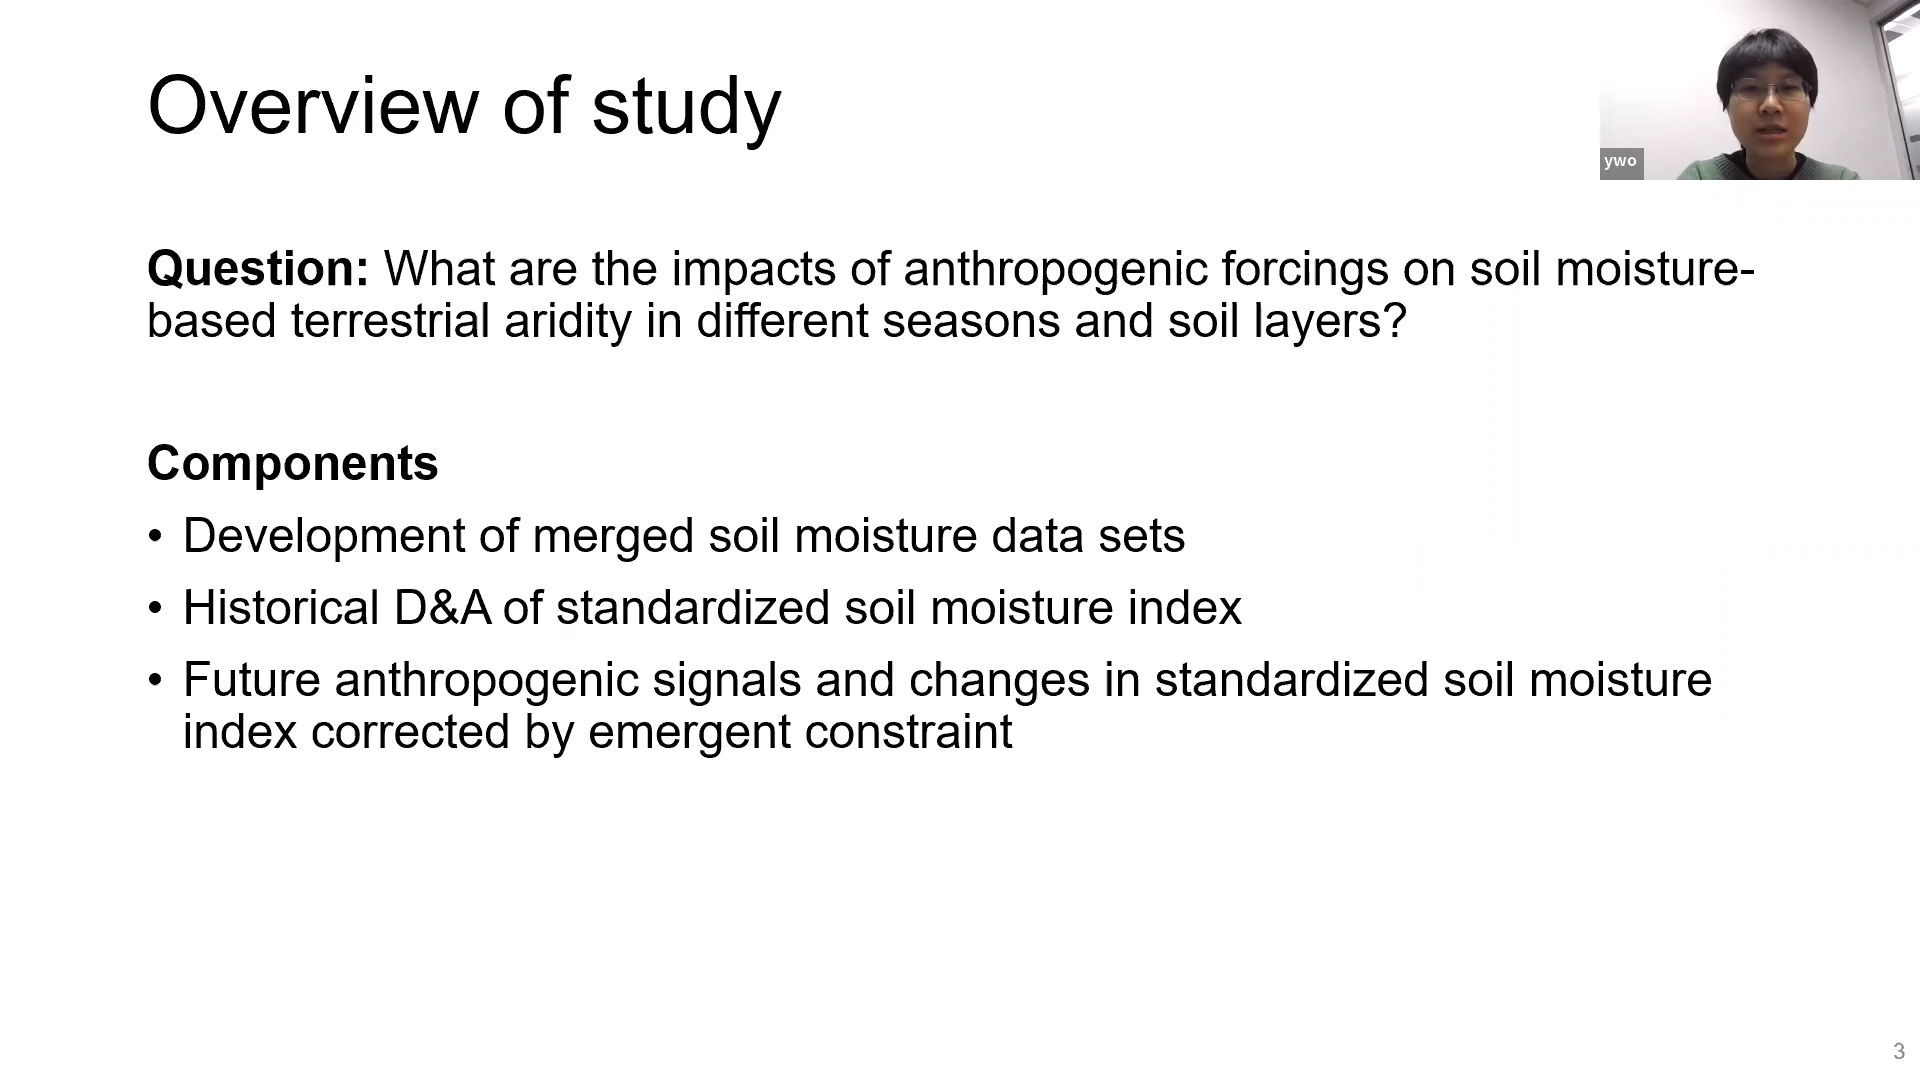 Overview of study
ywo
Question: What are the impacts of anthropogenic forcings on soil moisture-
based terrestrial aridity in different seasons and soil layers?
Components
• Development of merged soil moisture data sets
• Historical D&A of standardized soil moisture index
• Future anthropogenic signals and changes in standardized soil moisture
index corrected by emergent constraint
3